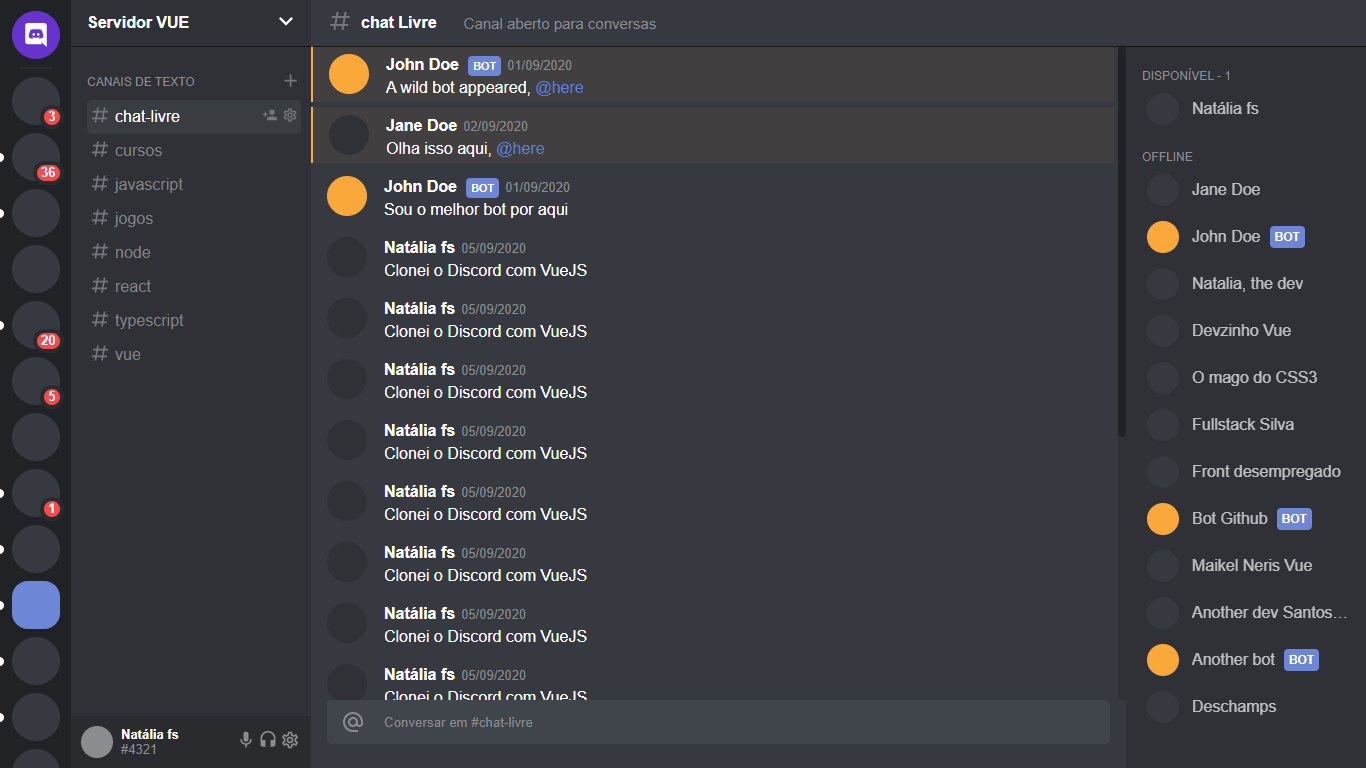 3
36
20
5
1
Servidor VUE
CANAIS DE TEXTO +
# chat-livre
# cursos
# javascript
# jogos
# node
# react
# typescript
# vue
Natália fs
#4321
# chat Livre Canal aberto para conversas
John Doe BOT 01/09/2020
A wild bot appeared, @here
Jane Doe 02/09/2020
Olha isso aqui, @here
John Doe BOT 01/09/2020
Sou o melhor bot por aqui
Natália fs 05/09/2020
Clonei o Discord com VueJS
Natália fs 05/09/2020
Clonei o Discord com VueJS
Natália fs 05/09/2020
Clonei o Discord com VueJS
Natália fs 05/09/2020
Clonei o Discord com VueJS
Natália fs 05/09/2020
Clonei o Discord com VueJS
Natália fs 05/09/2020
Clonei o Discord com VueJS
Natália fs 05/09/2020
Clonei o Discord com VueJS
Natália fs 05/09/2020
Clonei o Discord com VueJS
@ Conversar em #chat-livre
DISPONÍVEL - 1
Natália fs
OFFLINE
Jane Doe
John Doe BOT
Natalia, the dev
Devzinho Vue
O mago do CSS3
Fullstack Silva
Front desempregado
Bot Github BOT
Maikel Neris Vue
Another dev Santos...
Another bot BOT
Deschamps